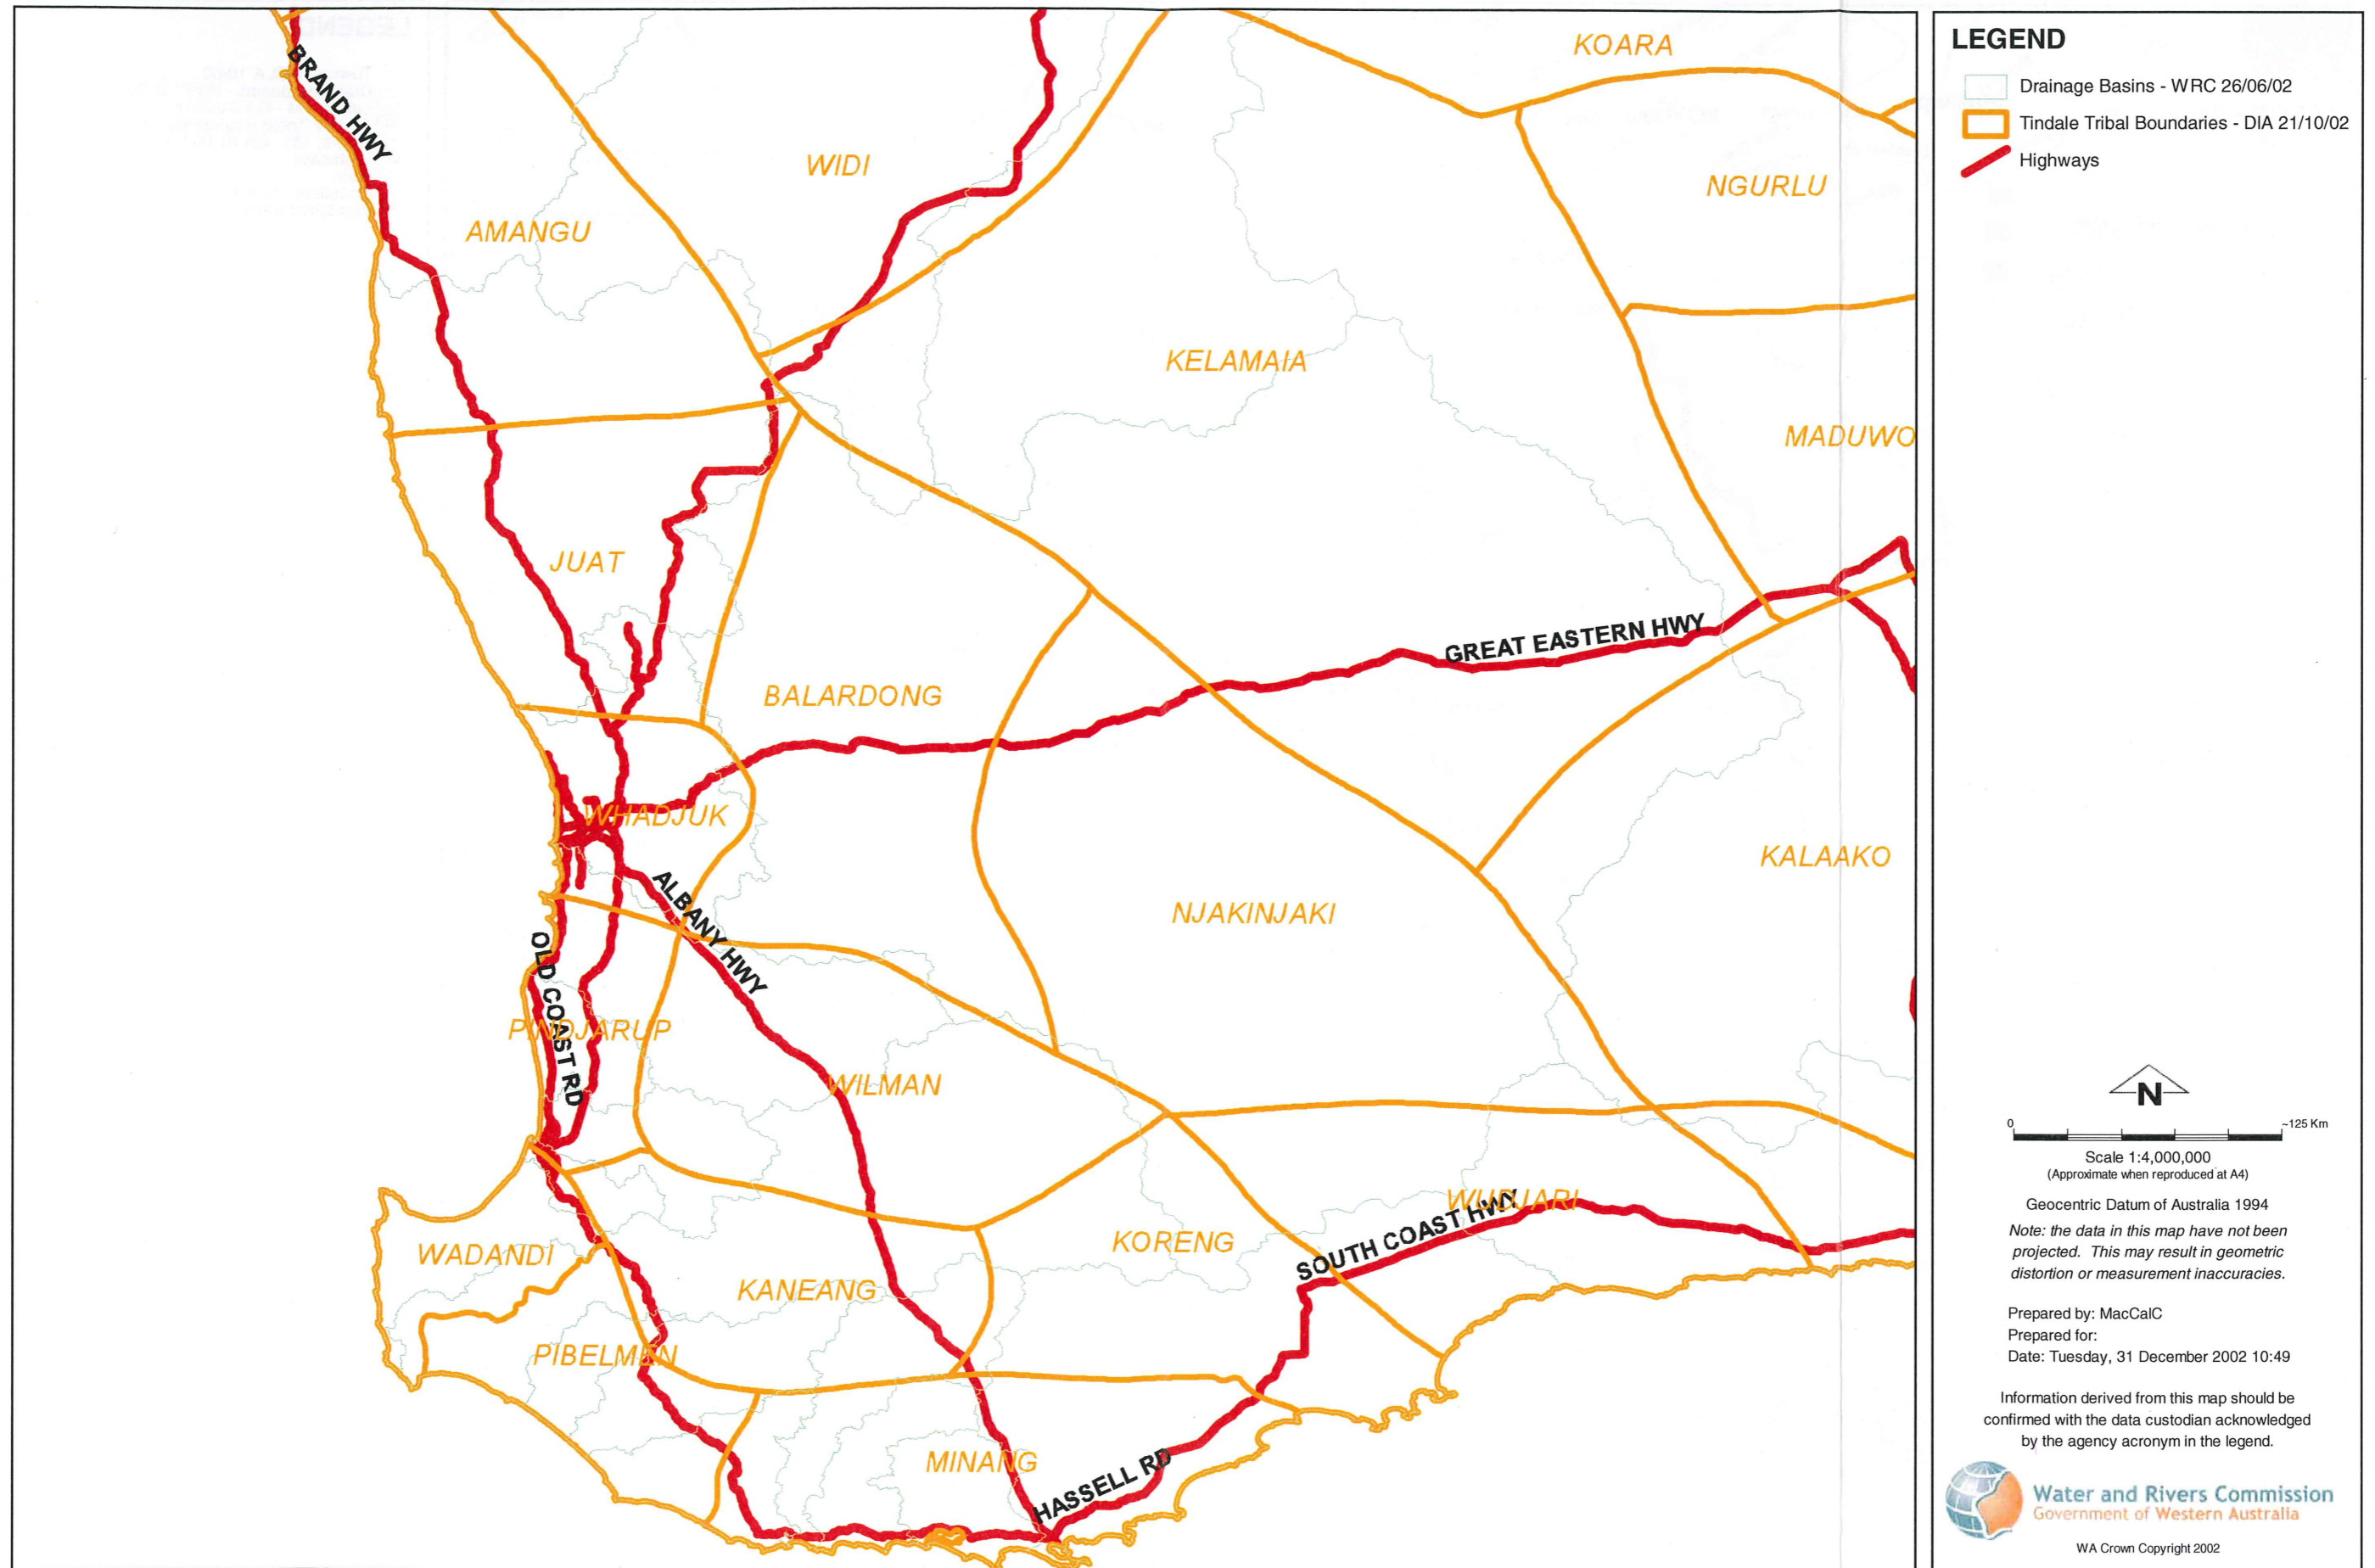 BRAND HWY
KOARA
WIDI
NGURLU
AMANGU
KELAMAIA
MADUWO
JUAT
GREAT EASTERN HWY
BALARDONG
WHADJUK
KALAAKO
ALBANY HWY
NJAKINJAKI
OLD COAST RD
PINDJARUP
WILMAN
WUDJARI
SOUTH COAST HWY
KORENG
WADANDI
KANEANG
PIBELMEN
MINANG
HASSELL RD
LEGEND
Drainage Basins - WRC 26/06/02
Tindale Tribal Boundaries - DIA 21/10/02
Highways
N
0
~125 Km
Scale 1:4,000,000
(Approximate when reproduced at A4)
Geocentric Datum of Australia 1994
Note: the data in this map have not been
projected. This may result in geometric
distortion or measurement inaccuracies.
Prepared by: MacCalC
Prepared for:
Date: Tuesday, 31 December 2002 10:49
Information derived from this map should be
confirmed with the data custodian acknowledged
by the agency acronym in the legend.
Water and Rivers Commission
Government of Western Australia
WA Crown Copyright 2002